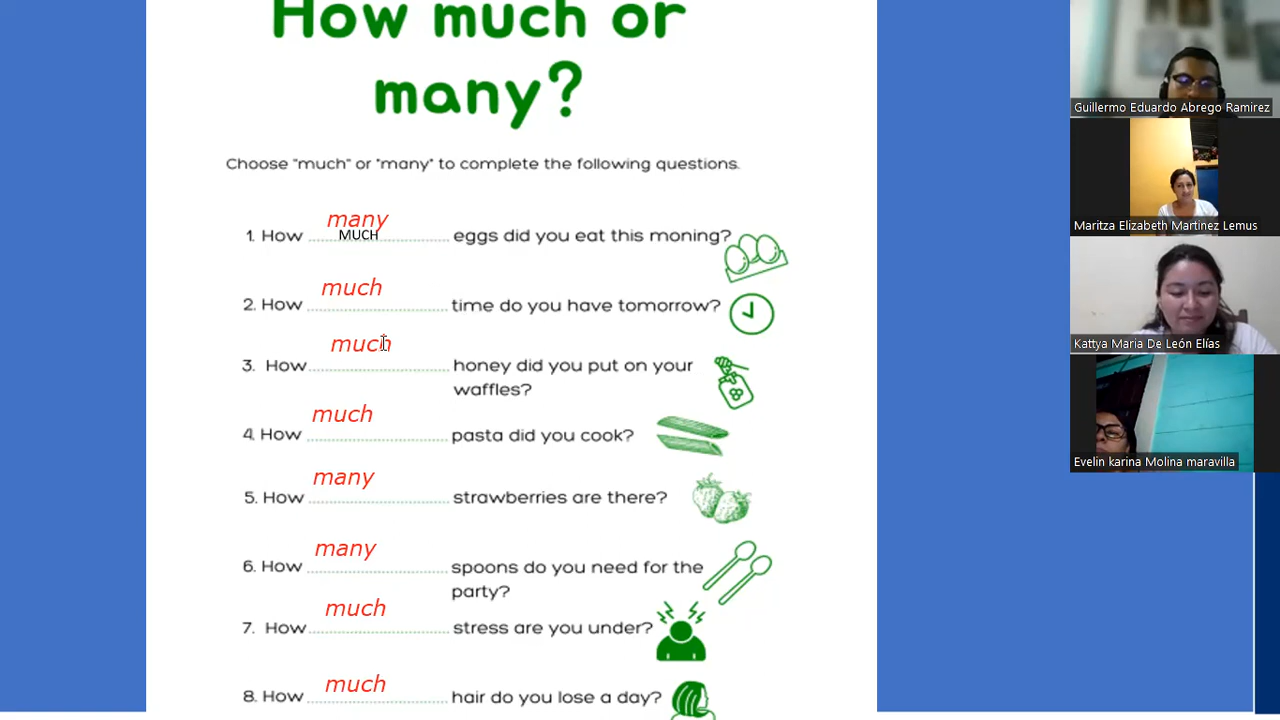 How much or
many?
Choose "much" or "many" to complete the following questions.
many
1. How MUCH eggs did you eat this moning?
much
2. How time do you have tomorrow?
much
3. How honey did you put on your
waffles?
much
4. How pasta did you cook?
many
5. How strawberries are there?
many
6. How spoons do you need for the
party?
much
7. How stress are you under?
much
8. How hair do you lose a day?
Guillermo Eduardo Abrego Ramirez
Maritza Elizabeth Martinez Lemus
Kattya Maria De León Elías
Evelin karina Molina maravilla